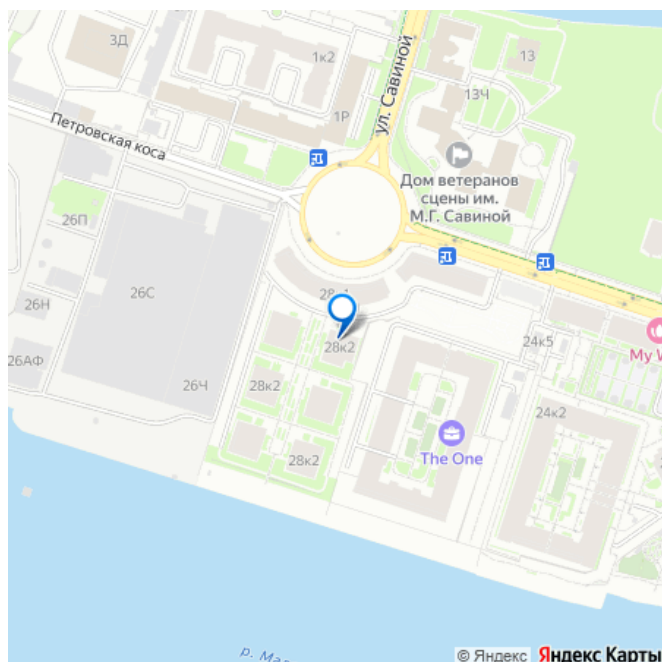 3Д
1к2
13
13Ч
ул. Савиной
1Р
Петровская коса
Дом ветеранов
сцены им.
М.Г. Савиной
26П
26С
26Н
28к2
24к5
My
26АФ
26Ч
28к2
24к2
The One
28к2
р.
© Яндекс
Яндекс Карты